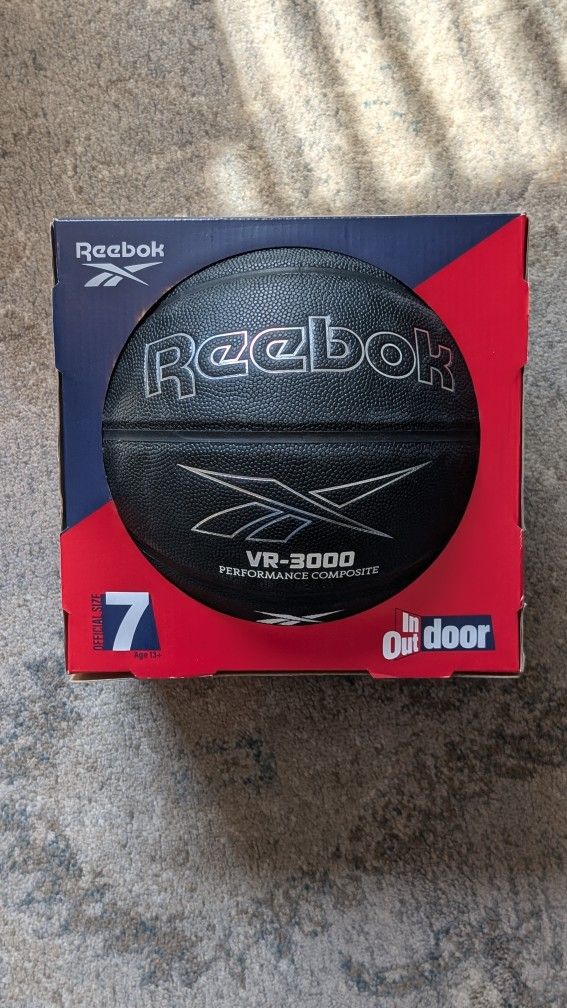 Reebok
Reebok
VR-3000
PERFORMANCE COMPOSITE
OFFICIAL SIZE
7
Age 13+
In
Out door